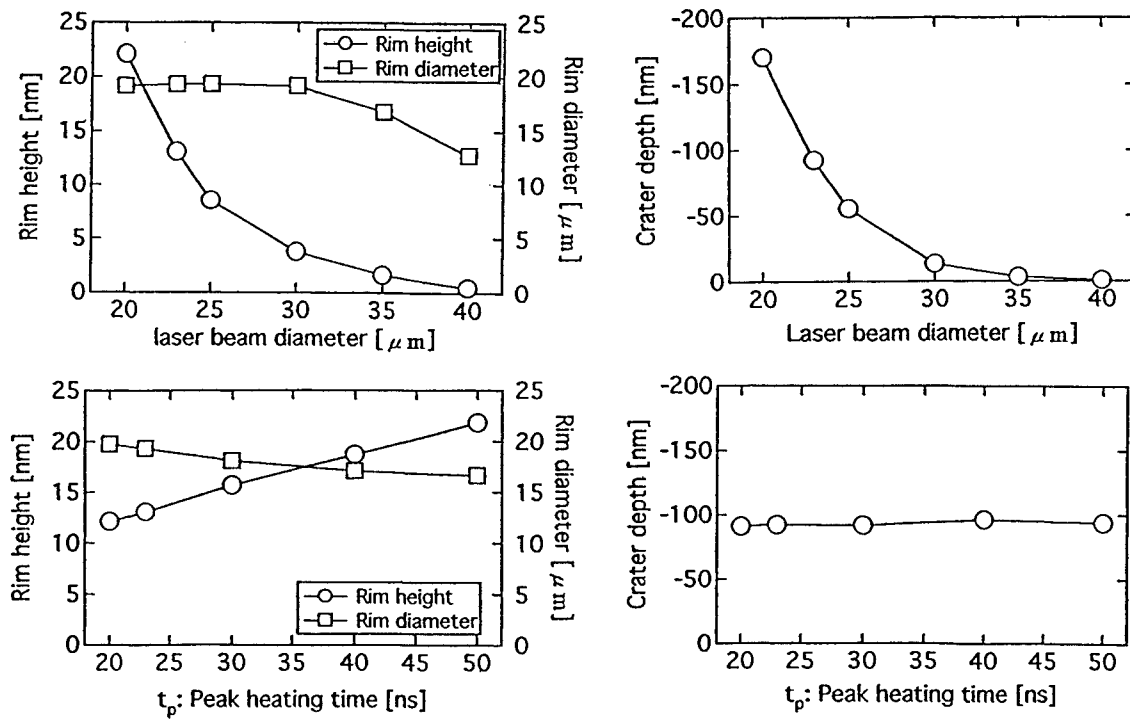 25
20
15
10
5
0
Rim height [nm]
Rim height
Rim diameter
25
20
15
10
5
0
Rim diameter [ μ m]
20 25 30 35 40
laser beam diameter [ μ m]
-200
-150
-100
-50
0
Crater depth [nm]
20 25 30 35 40
Laser beam diameter [ μ m]
25
20
15
10
5
0
Rim height [nm]
Rim height
Rim diameter
25
20
15
10
5
0
Rim diameter [ μ m]
20 25 30 35 40 45 50
tₚ: Peak heating time [ns]
-200
-150
-100
-50
0
Crater depth [nm]
20 25 30 35 40 45 50
tₚ: Peak heating time [ns]